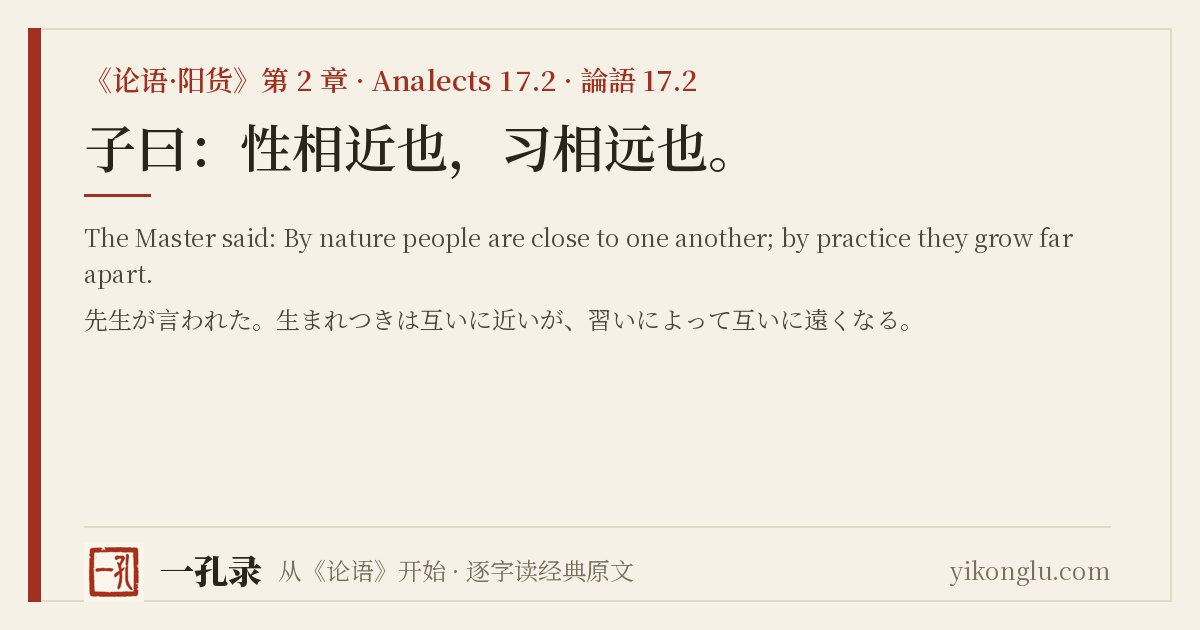 《论语·阳货》第 2 章 · Analects 17.2 · 論語 17.2
子曰：性相近也，习相远也。
The Master said: By nature people are close to one another; by practice they grow far
apart.
先生が言われた。生まれつきは互いに近いが、習いによって互いに遠くなる。
一孔
一孔录
从《论语》开始 · 逐字读经典原文
yikonglu.com